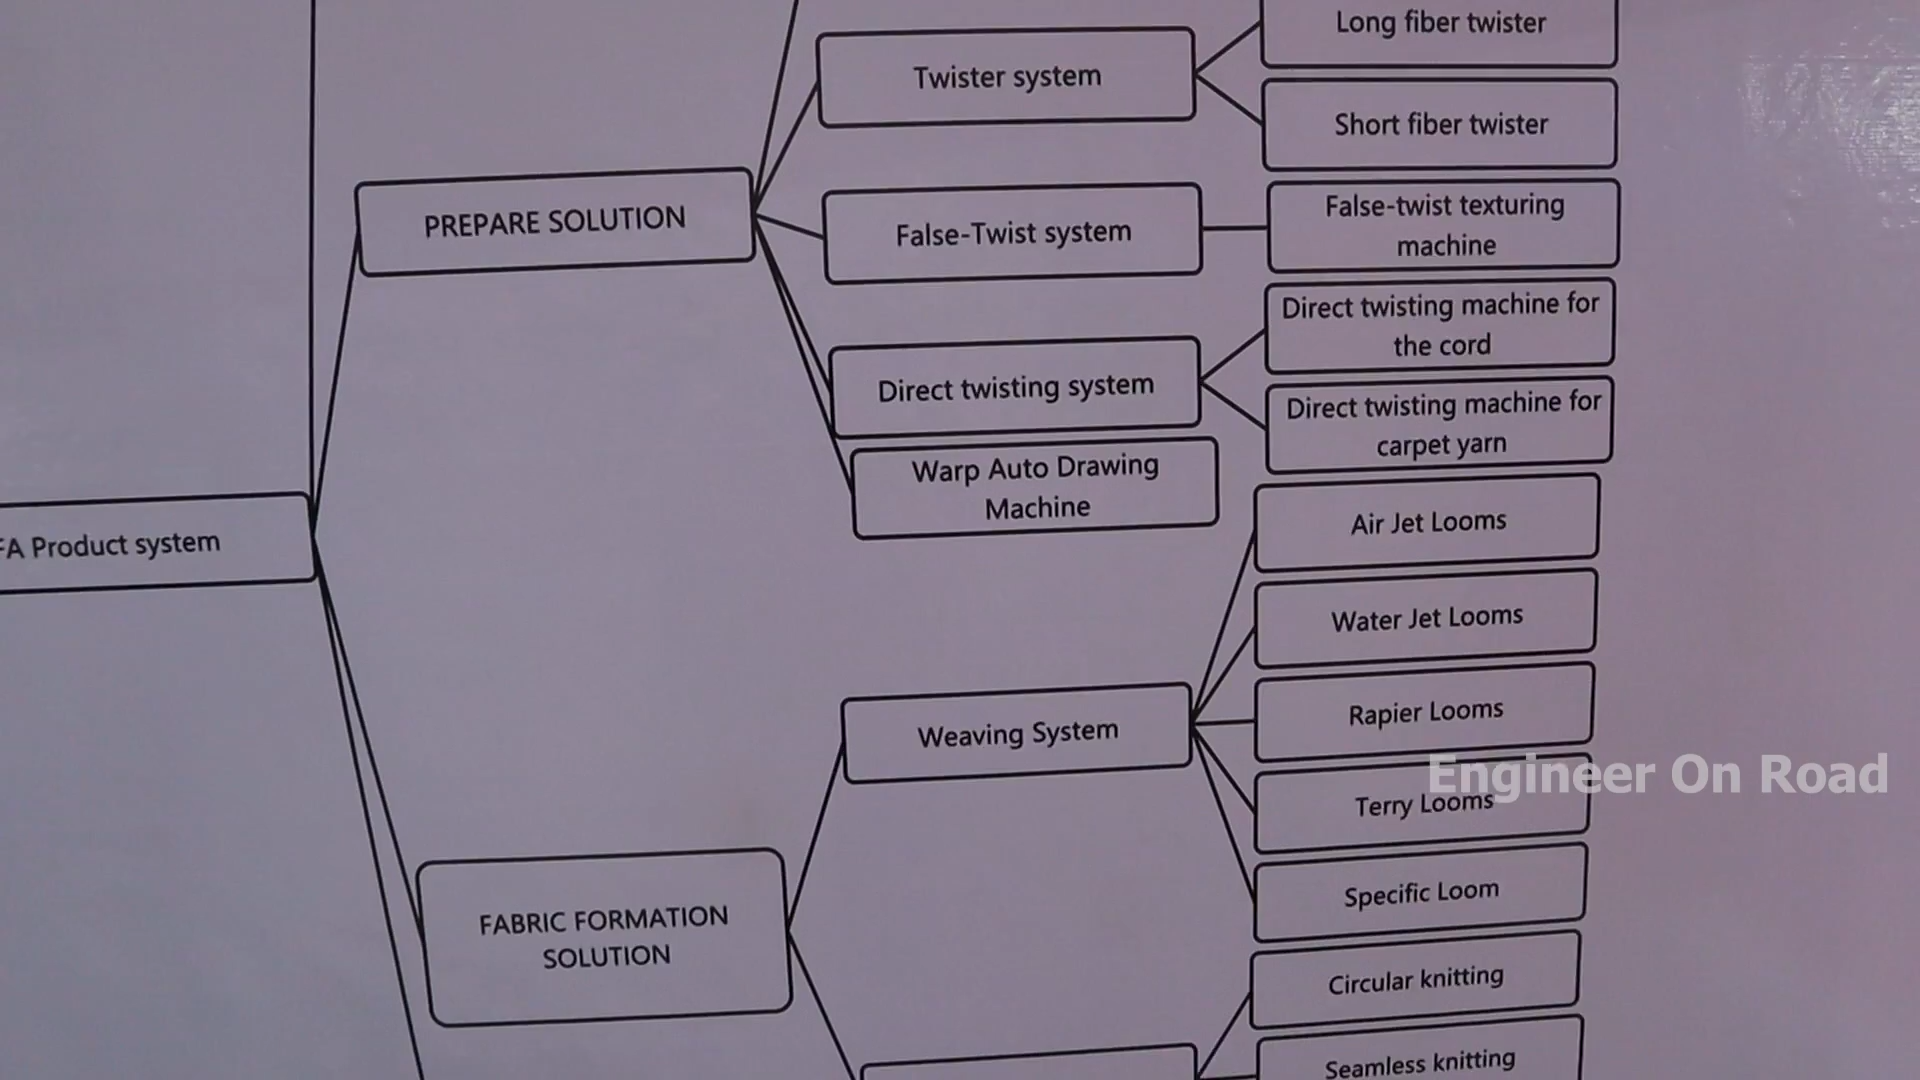 Long fiber twister
Twister system
Short fiber twister
PREPARE SOLUTION
False-Twist system
False-twist texturing
machine
Direct twisting system
Direct twisting machine for
the cord
Direct twisting machine for
carpet yarn
Warp Auto Drawing
Machine
FA Product system
Air Jet Looms
Water Jet Looms
Weaving System
Rapier Looms
Engineer On Road
Terry Looms
Specific Loom
FABRIC FORMATION
SOLUTION
Circular knitting
Seamless knitting